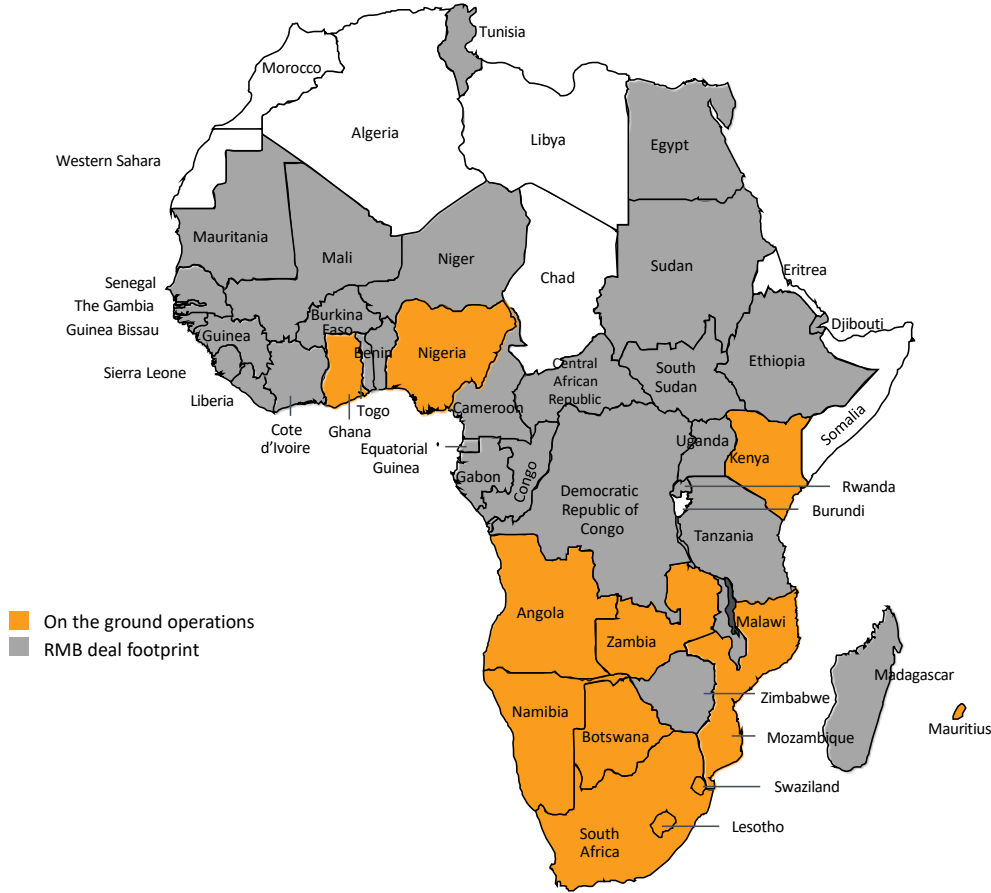 Tunisia
Morocco
Algeria
Libya
Egypt
Western Sahara
Mauritania
Mali
Niger
Chad
Sudan
Eritrea
Senegal
The Gambia
Guinea Bissau
Guinea
Burkina
Faso
Benin
Nigeria
Djibouti
Ethiopia
South
Sudan
Central
African
Republic
Sierra Leone
Liberia
Cote
d'Ivoire
Ghana
Togo
Cameroon
Equatorial
Guinea
Somalia
Uganda
Kenya
Gabon
Congo
Democratic
Republic of
Congo
Rwanda
Burundi
Tanzania
On the ground operations
RMB deal footprint
Angola
Zambia
Malawi
Madagascar
Zimbabwe
Mauritius
Namibia
Botswana
Mozambique
Swaziland
Lesotho
South
Africa